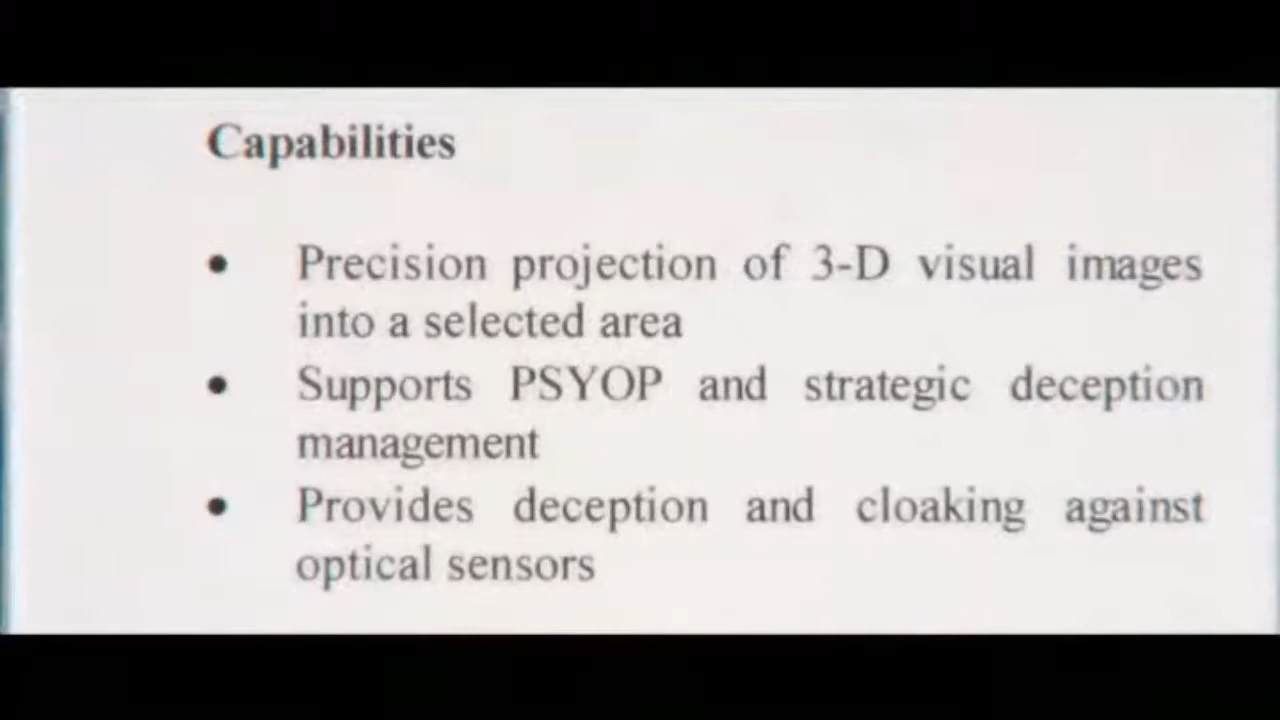 Capabilities
• Precision projection of 3-D visual images
into a selected area
• Supports PSYOP and strategic deception
management
• Provides deception and cloaking against
optical sensors